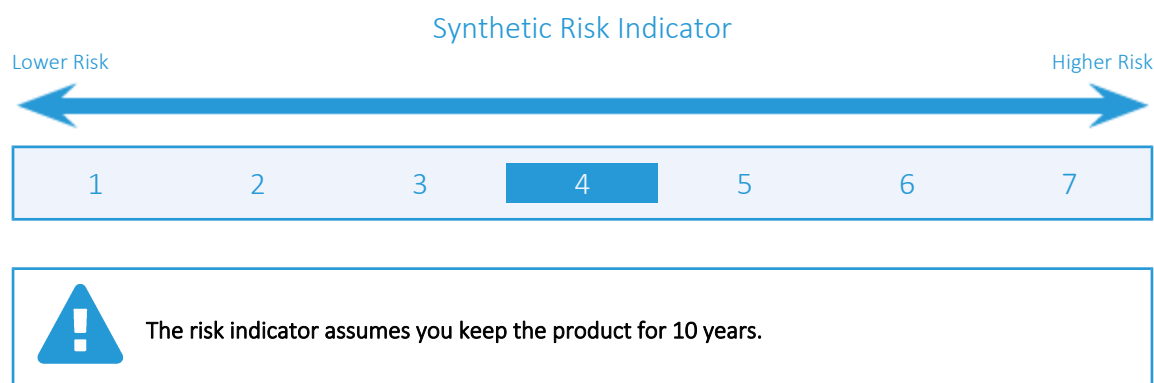 Synthetic Risk Indicator
Lower Risk Higher Risk
1 2 3 4 5 6 7
The risk indicator assumes you keep the product for 10 years.